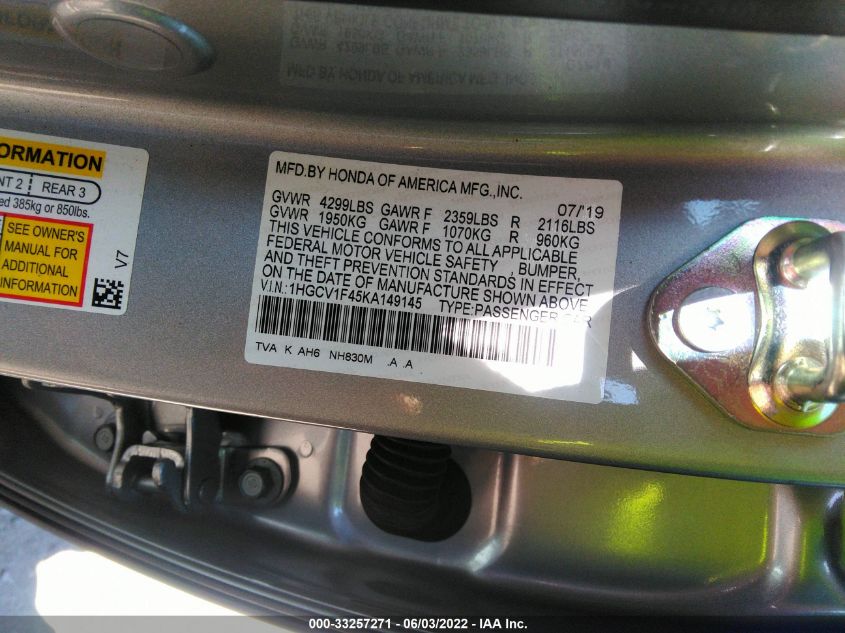 ORMATION
NT 2 REAR 3
ed 385kg or 850lbs.
SEE OWNER'S
MANUAL FOR
ADDITIONAL
INFORMATION
V7
MFD.BY HONDA OF AMERICA MFG.,INC.
07/'19
GVWR 4299LBS GAWR F 2359LBS R 2116LBS
GVWR 1950KG GAWR F 1070KG R 960KG
THIS VEHICLE CONFORMS TO ALL APPLICABLE
FEDERAL MOTOR VEHICLE SAFETY , BUMPER,
AND THEFT PREVENTION STANDARDS IN EFFECT
ON THE DATE OF MANUFACTURE SHOWN ABOVE
V.I.N.:1HGCV1F45KA149145 TYPE:PASSENGER CAR
TVA K AH6 NH830M .A .A
000-33257271 - 06/03/2022 - IAA Inc.